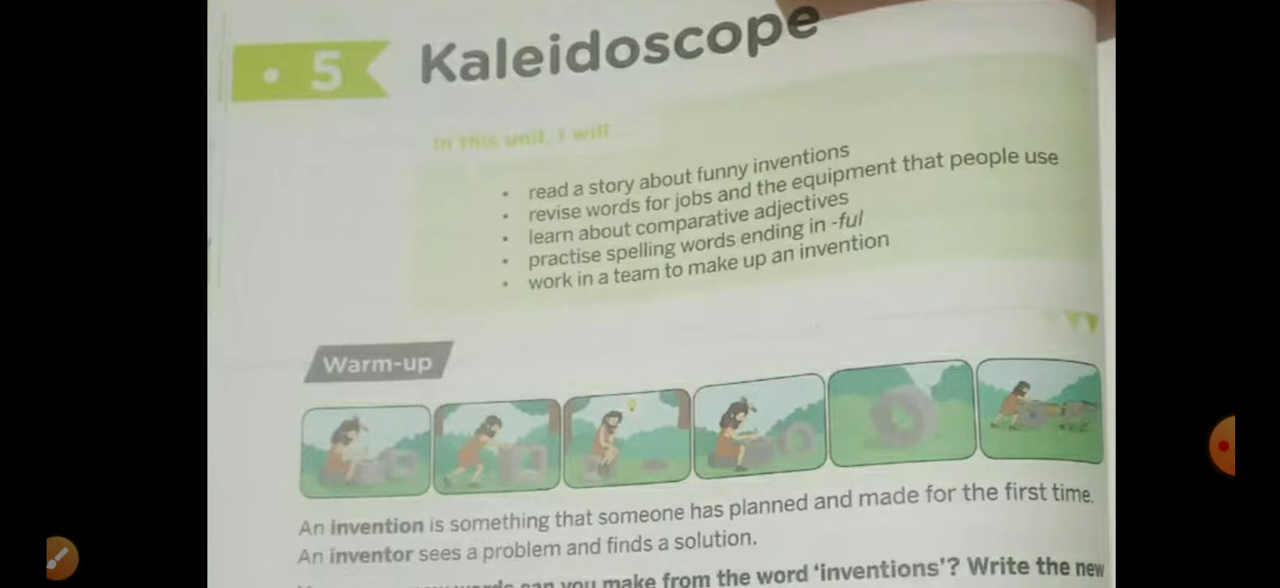 5
Kaleidoscope
In this unit, I will
• read a story about funny inventions
• revise words for jobs and the equipment that people use
• learn about comparative adjectives
• practise spelling words ending in -ful
• work in a team to make up an invention
Warm-up
An invention is something that someone has planned and made for the first time.
An inventor sees a problem and finds a solution.
can you make from the word ‘inventions’? Write the new